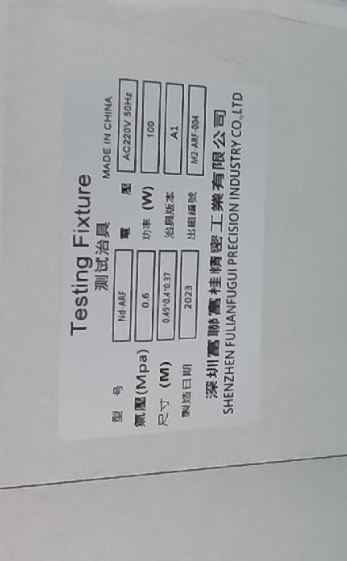 Testing Fixture
测试治具
MADE IN CHINA
型 号 Nd-ARF 電 壓 AC220V 50Hz
氣壓(Mpa) 0.6 功率 (W) 100
尺寸 (M) 0.49*0.4*0.37 治具版本 A1
製造日期 2023 出廠編號 M2-ARF-004
深圳富聯富桂精密工業有限公司
SHENZHEN FULIANFUGUI PRECISION INDUSTRY CO.,LTD